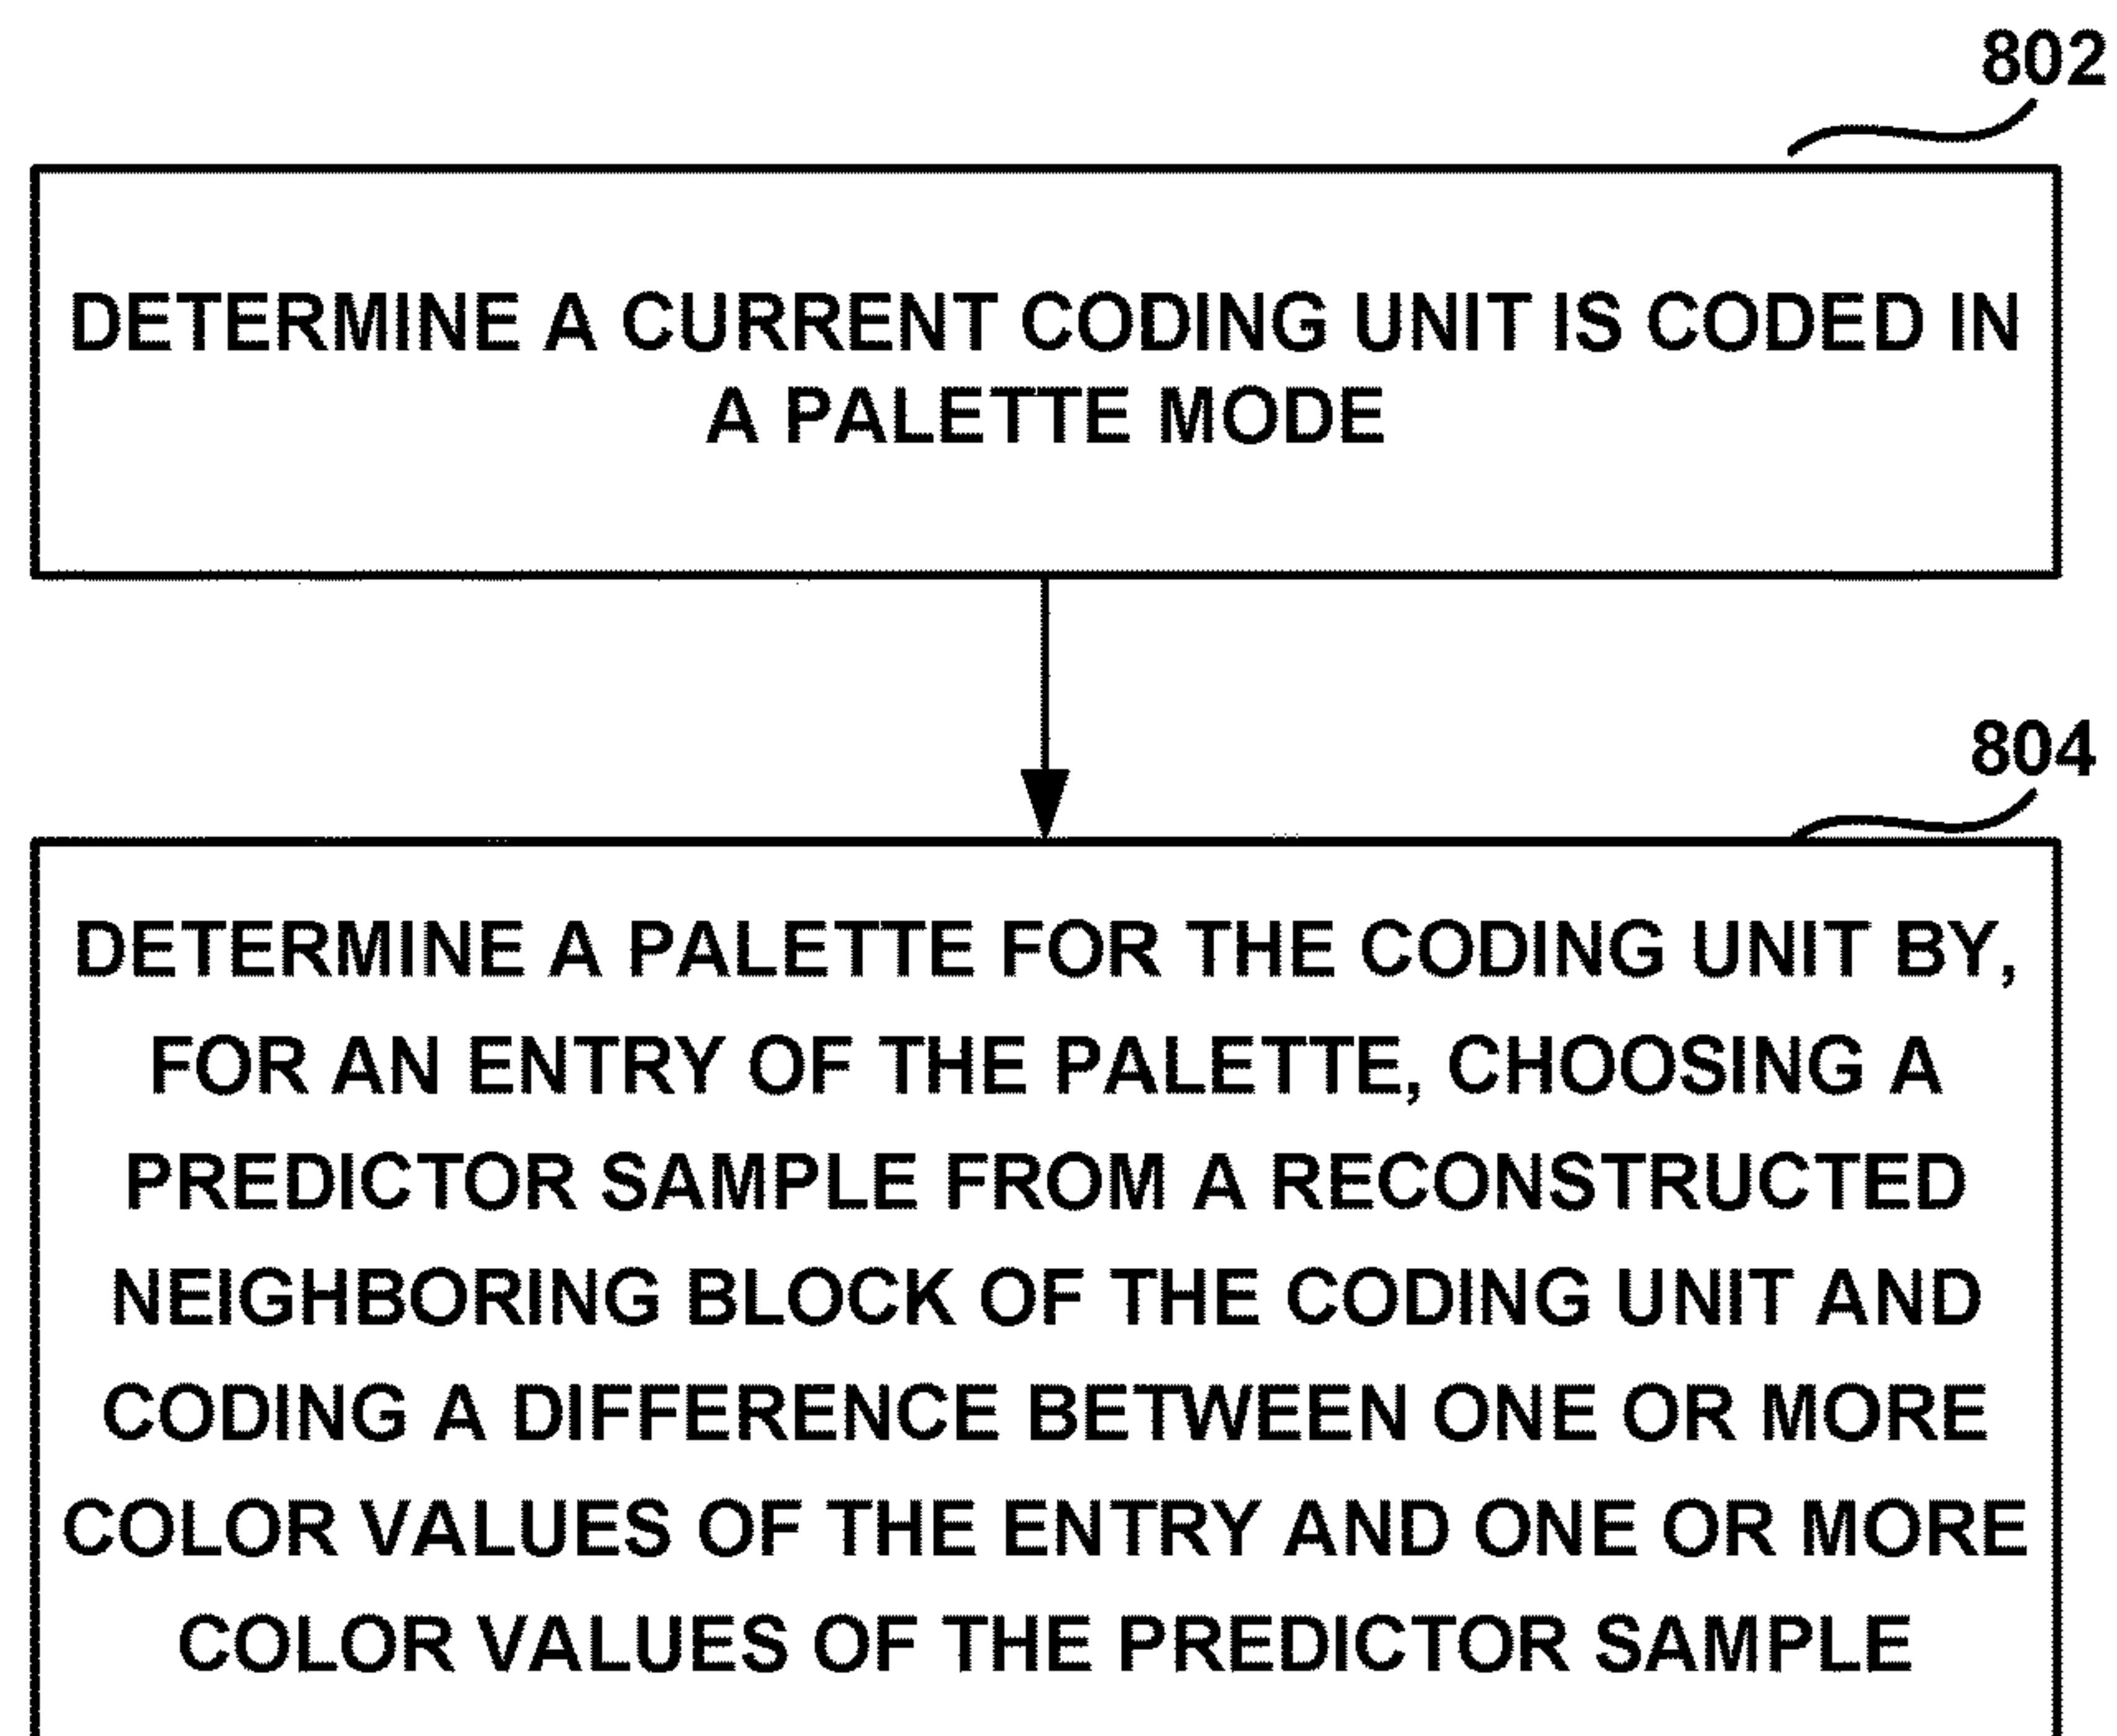 802
DETERMINE A CURRENT CODING UNIT IS CODED IN
A PALETTE MODE
804
DETERMINE A PALETTE FOR THE CODING UNIT BY,
FOR AN ENTRY OF THE PALETTE, CHOOSING A
PREDICTOR SAMPLE FROM A RECONSTRUCTED
NEIGHBORING BLOCK OF THE CODING UNIT AND
CODING A DIFFERENCE BETWEEN ONE OR MORE
COLOR VALUES OF THE ENTRY AND ONE OR MORE
COLOR VALUES OF THE PREDICTOR SAMPLE